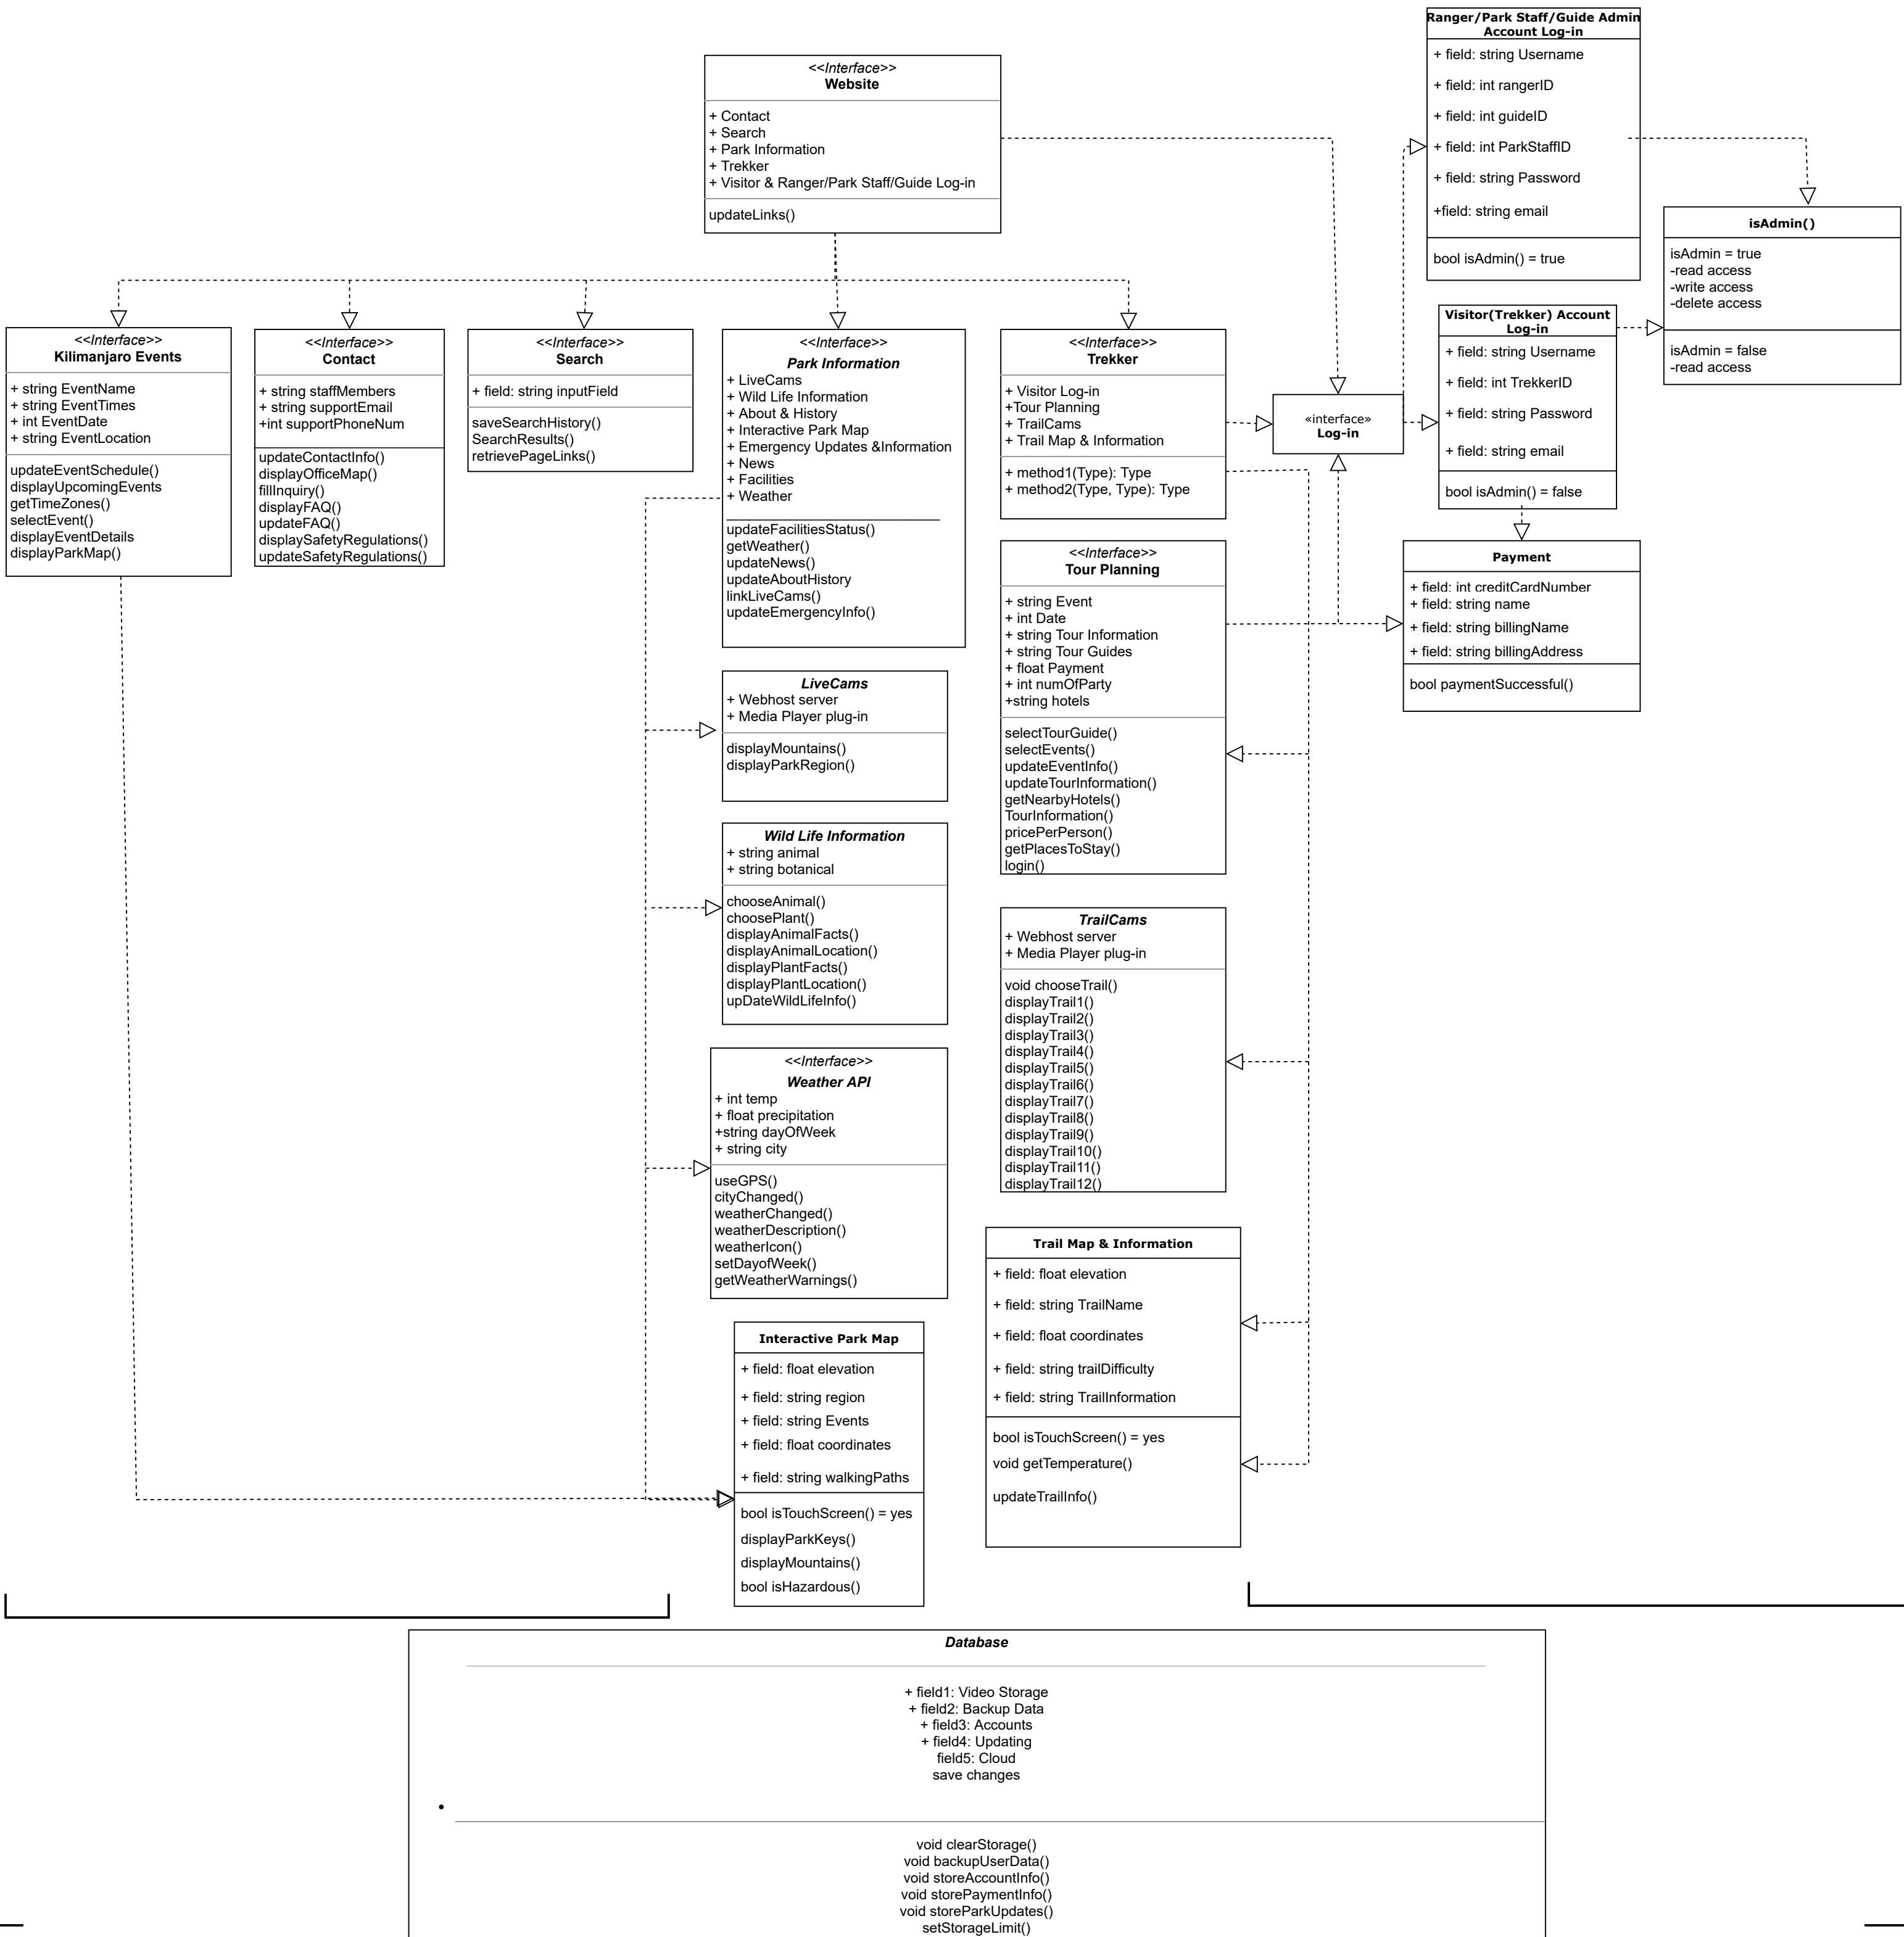 Ranger/Park Staff/Guide Admin
Account Log-in
+ field: string Username
+ field: int rangerID
+ field: int guideID
+ field: int ParkStaffID
+ field: string Password
+field: string email
bool isAdmin() = true
<<Interface>>
Website
+ Contact
+ Search
+ Park Information
+ Trekker
+ Visitor & Ranger/Park Staff/Guide Log-in
updateLinks()
isAdmin()
isAdmin = true
-read access
-write access
-delete access
isAdmin = false
-read access
Visitor(Trekker) Account
Log-in
+ field: string Username
+ field: int TrekkerID
+ field: string Password
+ field: string email
bool isAdmin() = false
<<Interface>>
Kilimanjaro Events
+ string EventName
+ string EventTimes
+ int EventDate
+ string EventLocation
updateEventSchedule()
displayUpcomingEvents
getTimeZones()
selectEvent()
displayEventDetails
displayParkMap()
<<Interface>>
Contact
+ string staffMembers
+ string supportEmail
+int supportPhoneNum
updateContactInfo()
displayOfficeMap()
fillInquiry()
displayFAQ()
updateFAQ()
displaySafetyRegulations()
updateSafetyRegulations()
<<Interface>>
Search
+ field: string inputField
saveSearchHistory()
SearchResults()
retrievePageLinks()
<<Interface>>
Park Information
+ LiveCams
+ Wild Life Information
+ About & History
+ Interactive Park Map
+ Emergency Updates &Information
+ News
+ Facilities
+ Weather
updateFacilitiesStatus()
getWeather()
updateNews()
updateAboutHistory
linkLiveCams()
updateEmergencyInfo()
<<Interface>>
Trekker
+ Visitor Log-in
+Tour Planning
+ TrailCams
+ Trail Map & Information
+ method1(Type): Type
+ method2(Type, Type): Type
«interface»
Log-in
<<Interface>>
Tour Planning
+ string Event
+ int Date
+ string Tour Information
+ string Tour Guides
+ float Payment
+ int numOfParty
+string hotels
selectTourGuide()
selectEvents()
updateEventInfo()
updateTourInformation()
getNearbyHotels()
TourInformation()
pricePerPerson()
getPlacesToStay()
login()
Payment
+ field: int creditCardNumber
+ field: string name
+ field: string billingName
+ field: string billingAddress
bool paymentSuccessful()
LiveCams
+ Webhost server
+ Media Player plug-in
displayMountains()
displayParkRegion()
Wild Life Information
+ string animal
+ string botanical
chooseAnimal()
choosePlant()
displayAnimalFacts()
displayAnimalLocation()
displayPlantFacts()
displayPlantLocation()
upDateWildLifeInfo()
TrailCams
+ Webhost server
+ Media Player plug-in
void chooseTrail()
displayTrail1()
displayTrail2()
displayTrail3()
displayTrail4()
displayTrail5()
displayTrail6()
displayTrail7()
displayTrail8()
displayTrail9()
displayTrail10()
displayTrail11()
displayTrail12()
<<Interface>>
Weather API
+ int temp
+ float precipitation
+string dayOfWeek
+ string city
useGPS()
cityChanged()
weatherChanged()
weatherDescription()
weatherIcon()
setDayofWeek()
getWeatherWarnings()
Trail Map & Information
+ field: float elevation
+ field: string TrailName
+ field: float coordinates
+ field: string trailDifficulty
+ field: string TrailInformation
bool isTouchScreen() = yes
void getTemperature()
updateTrailInfo()
Interactive Park Map
+ field: float elevation
+ field: string region
+ field: string Events
+ field: float coordinates
+ field: string walkingPaths
bool isTouchScreen() = yes
displayParkKeys()
displayMountains()
bool isHazardous()
Database
+ field1: Video Storage
+ field2: Backup Data
+ field3: Accounts
+ field4: Updating
field5: Cloud
save changes
void clearStorage()
void backupUserData()
void storeAccountInfo()
void storePaymentInfo()
void storeParkUpdates()
setStorageLimit()